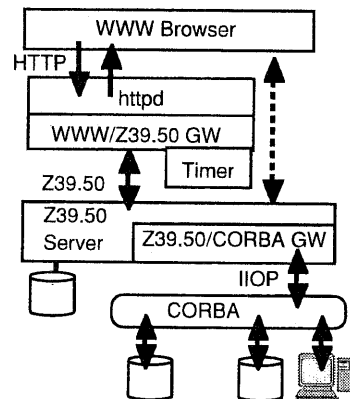 WWW Browser
HTTP
httpd
WWW/Z39.50 GW
Timer
Z39.50
Z39.50
Server
Z39.50/CORBA GW
IIOP
CORBA